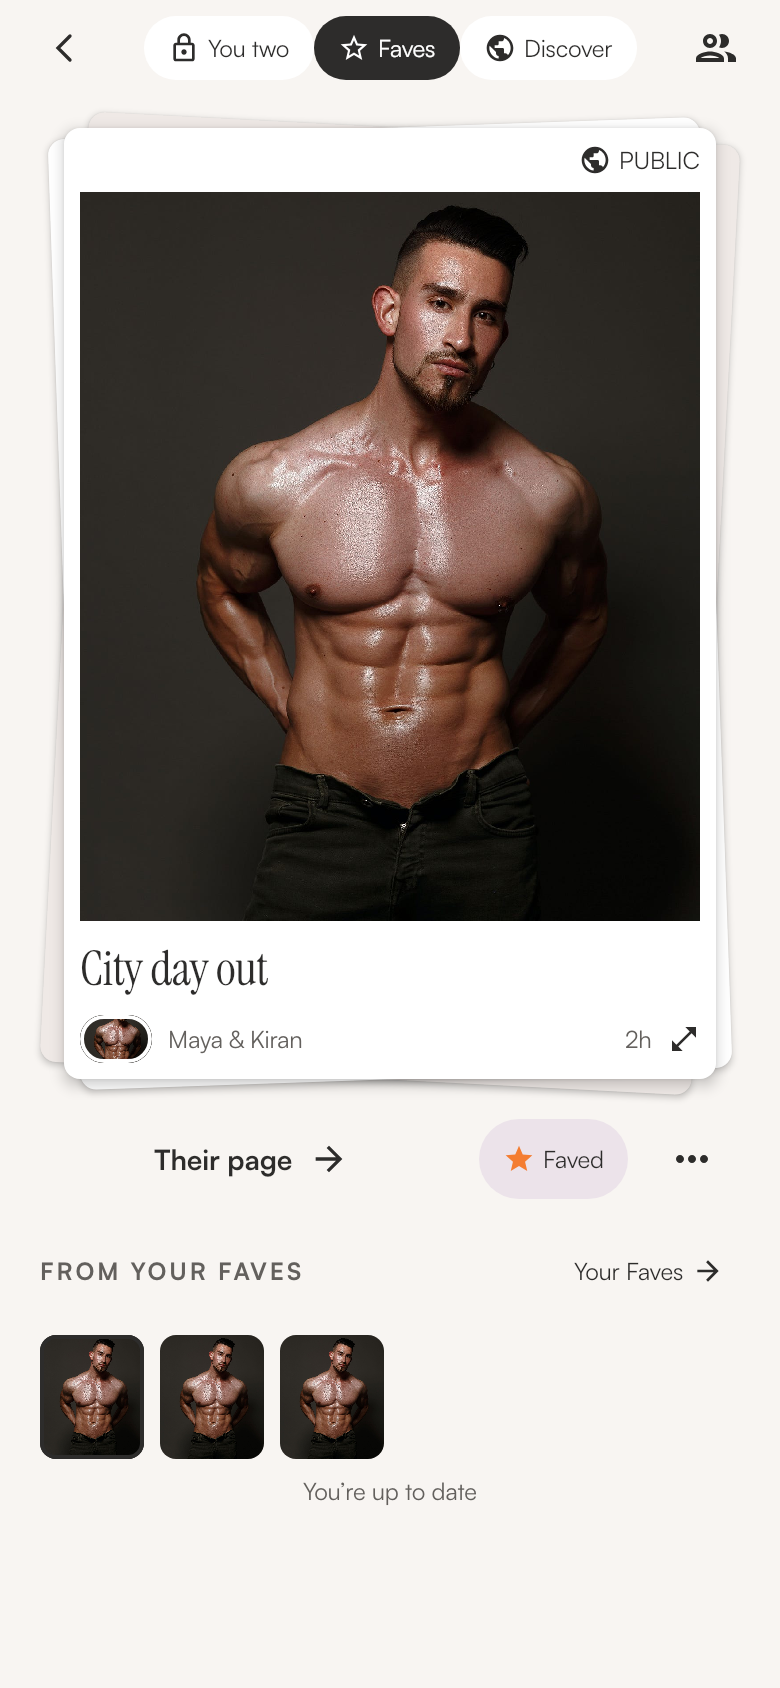 You two
Faves
Discover
PUBLIC
City day out
Maya & Kiran
2h
Their page
Faved
FROM YOUR FAVES
Your Faves
You’re up to date